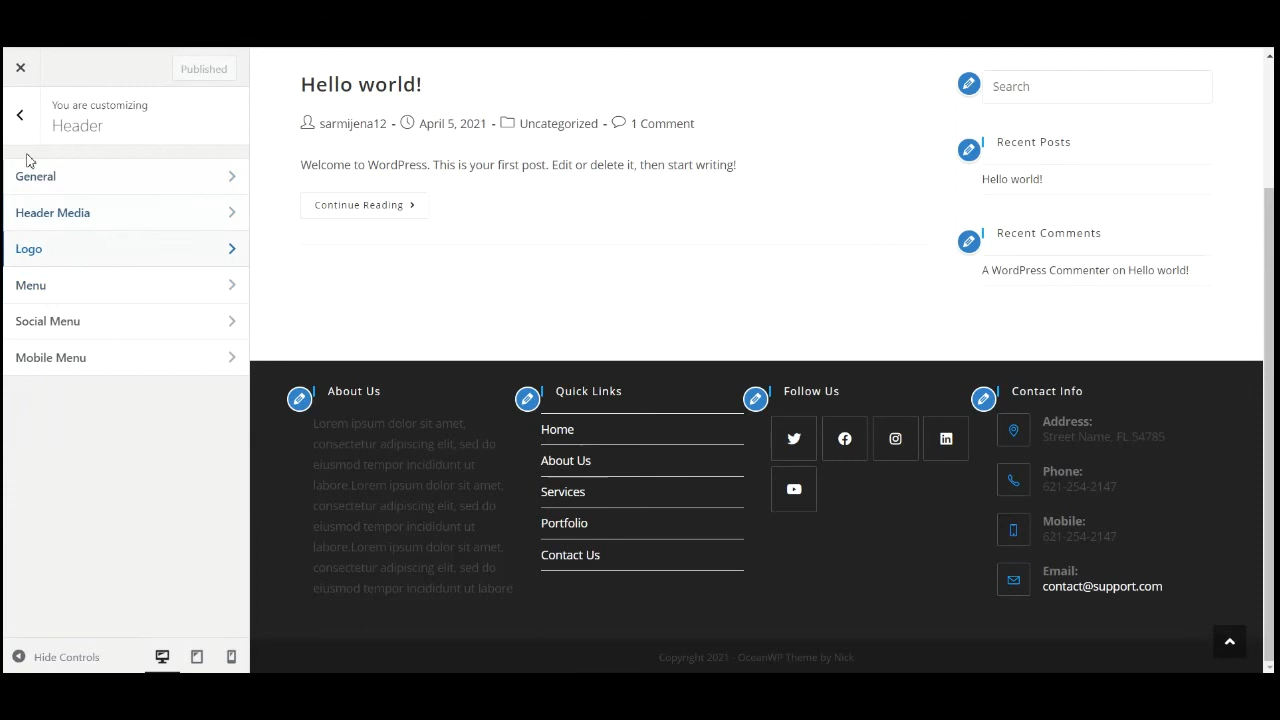 Published
You are customizing
Header
General
Header Media
Logo
Menu
Social Menu
Mobile Menu
Hide Controls
Hello world!
sarmijena12 - April 5, 2021 - Uncategorized - 1 Comment
Welcome to WordPress. This is your first post. Edit or delete it, then start writing!
Continue Reading
Search
Recent Posts
Hello world!
Recent Comments
A WordPress Commenter on Hello world!
About Us
Lorem ipsum dolor sit amet,
consectetur adipiscing elit, sed do
eiusmod tempor incididunt ut
labore.Lorem ipsum dolor sit amet,
consectetur adipiscing elit, sed do
eiusmod tempor incididunt ut
labore.Lorem ipsum dolor sit amet,
consectetur adipiscing elit, sed do
eiusmod tempor incididunt ut labore
Quick Links
Home
About Us
Services
Portfolio
Contact Us
Follow Us
Contact Info
Address:
Street Name, FL 54785
Phone:
621-254-2147
Mobile:
621-254-2147
Email:
contact@support.com
Copyright 2021 - OceanWP Theme by Nick